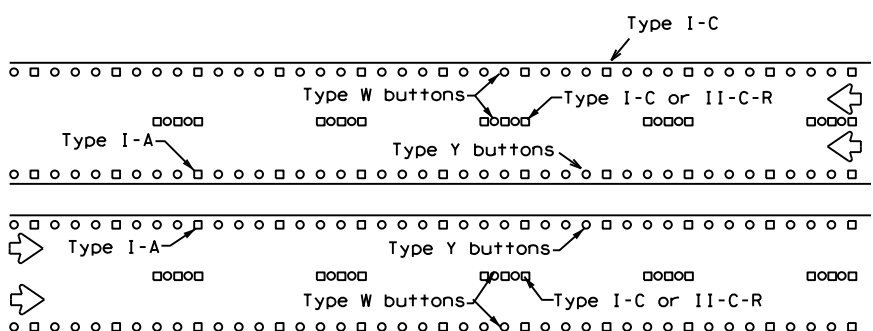 Type I-C
Type W buttons
Type I-C or II-C-R
Type I-A
Type Y buttons
Type I-A
Type Y buttons
Type W buttons
Type I-C or II-C-R